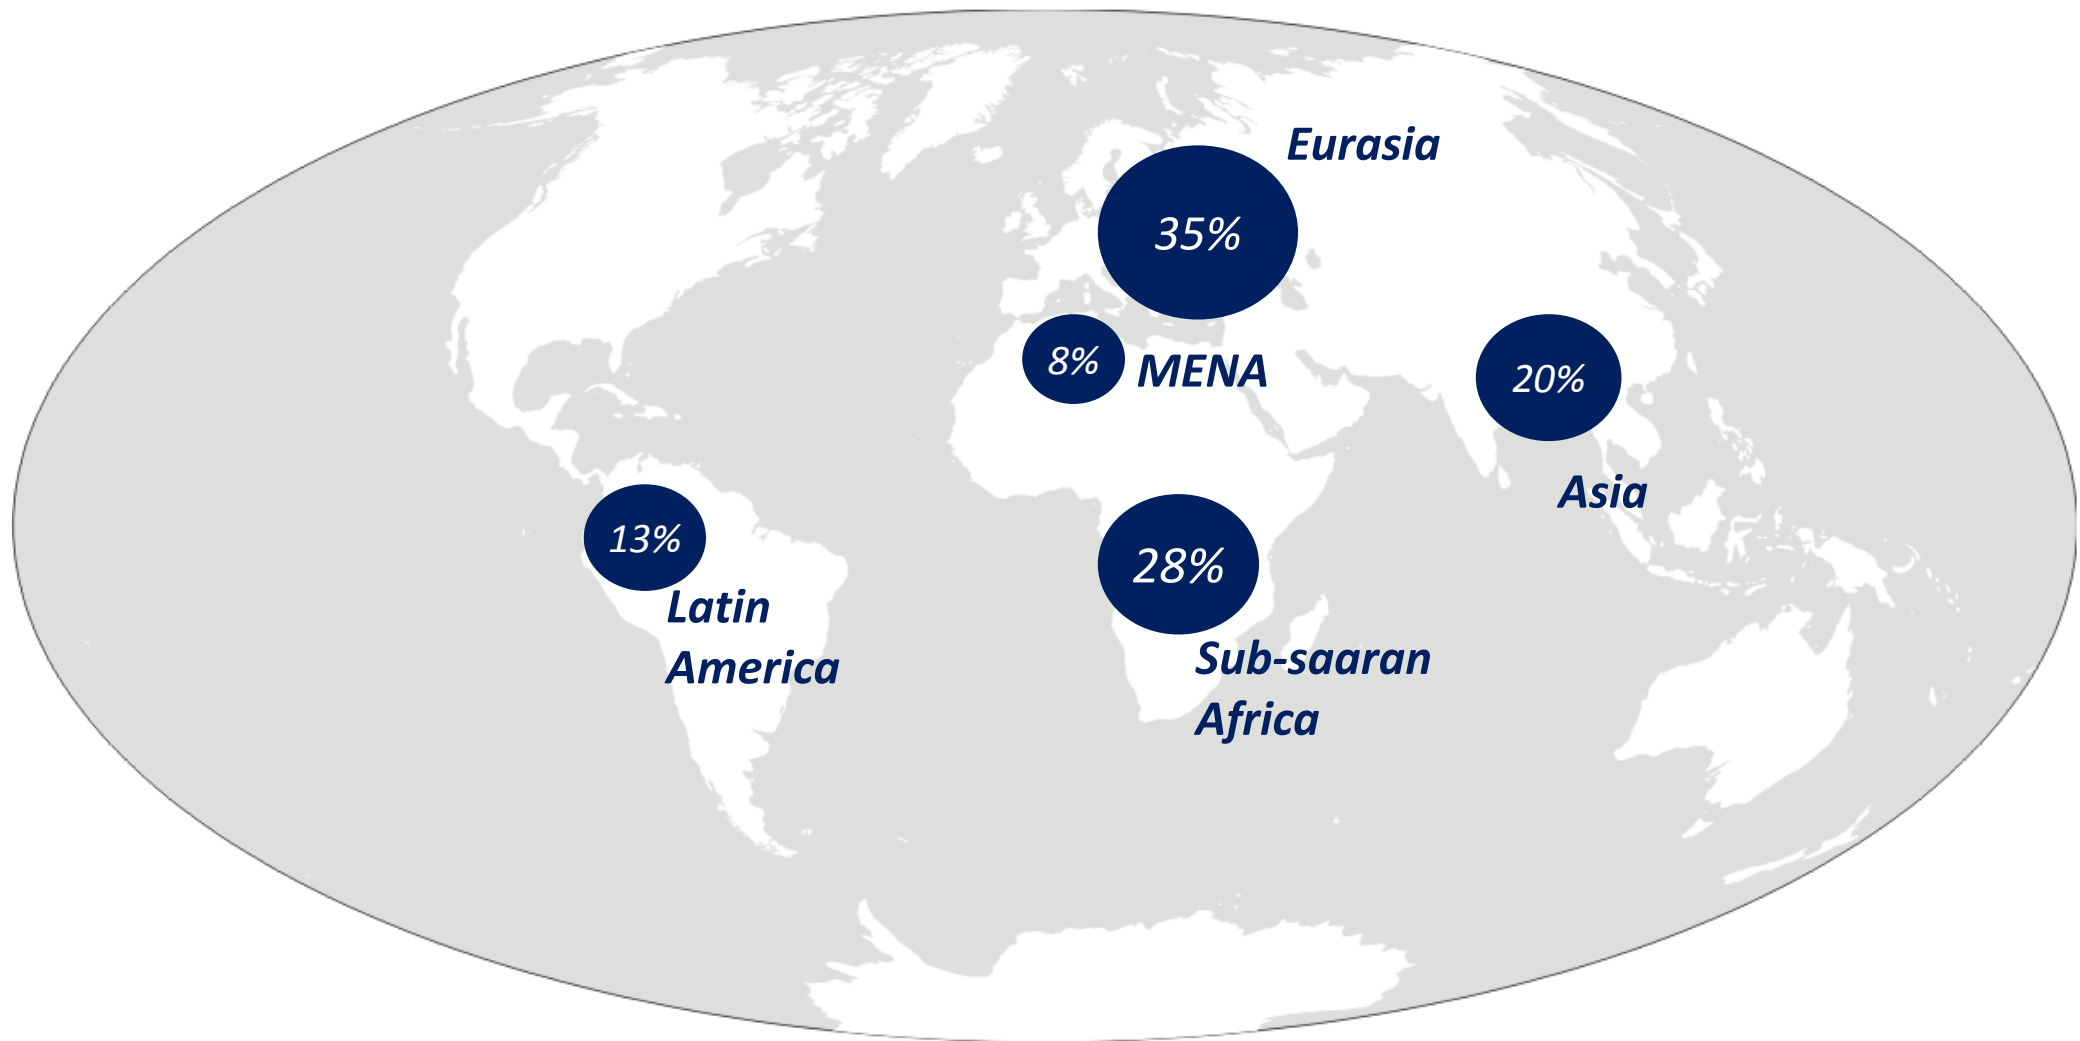 Eurasia
35%
8%
MENA
20%
Asia
13%
Latin
America
28%
Sub-saaran
Africa